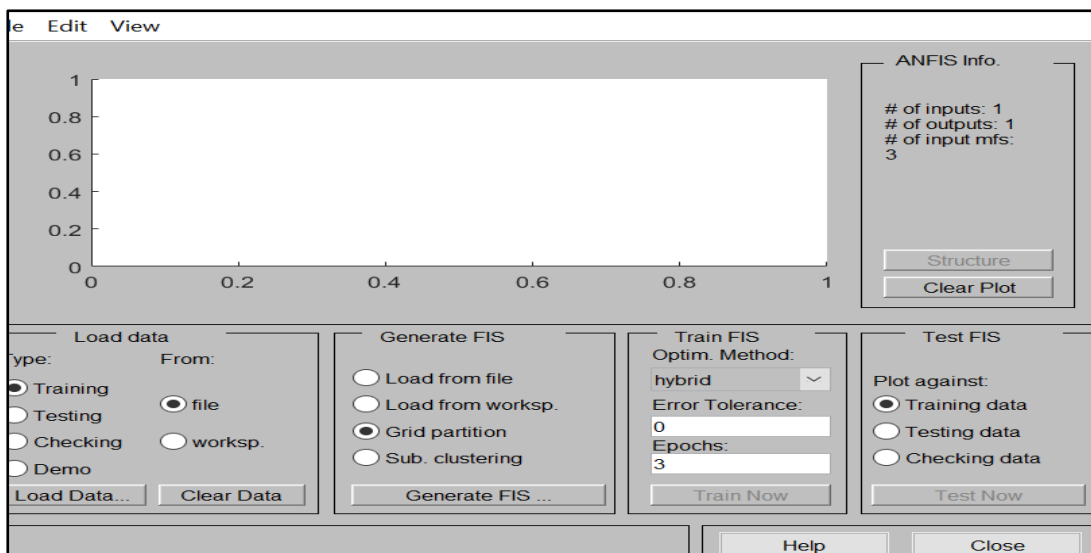 le Edit View
ANFIS Info.
# of inputs: 1
# of outputs: 1
# of input mfs:
3
Structure
Clear Plot
1
0.8
0.6
0.4
0.2
0
0 0.2 0.4 0.6 0.8 1
Load data
Type: From:
Training
Testing
Checking
Demo
file
worksp.
Load Data... Clear Data
Generate FIS
Load from file
Load from worksp.
Grid partition
Sub. clustering
Generate FIS ...
Train FIS
Optim. Method:
hybrid
Error Tolerance:
0
Epochs:
3
Train Now
Test FIS
Plot against:
Training data
Testing data
Checking data
Test Now
Help Close